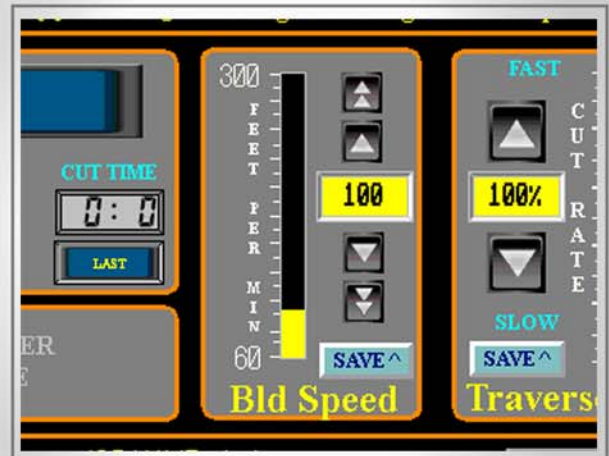 CUT TIME
0: 0
LAST
ER
E
300
FEET PER MIN
60
100
SAVE ^
Bld Speed
FAST
100%
CUT RATE
SLOW
SAVE ^
Travers